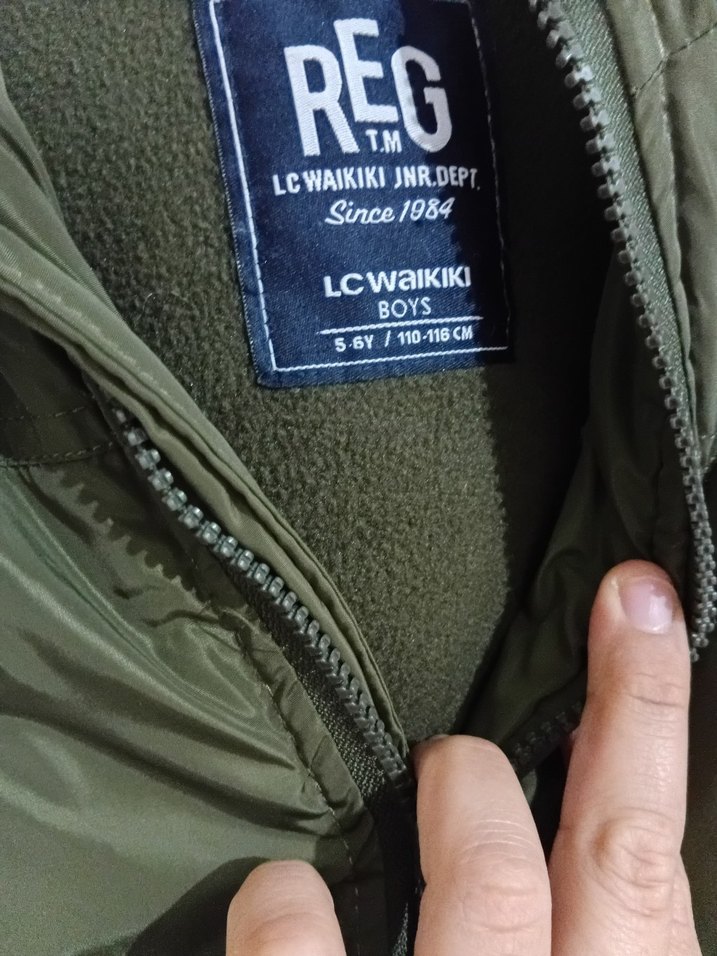 REG
T.M
LC WAIKIKI JNR.DEPT.
Since 1984
LC WaIKIKI
BOYS
5-6Y / 110-116 CM